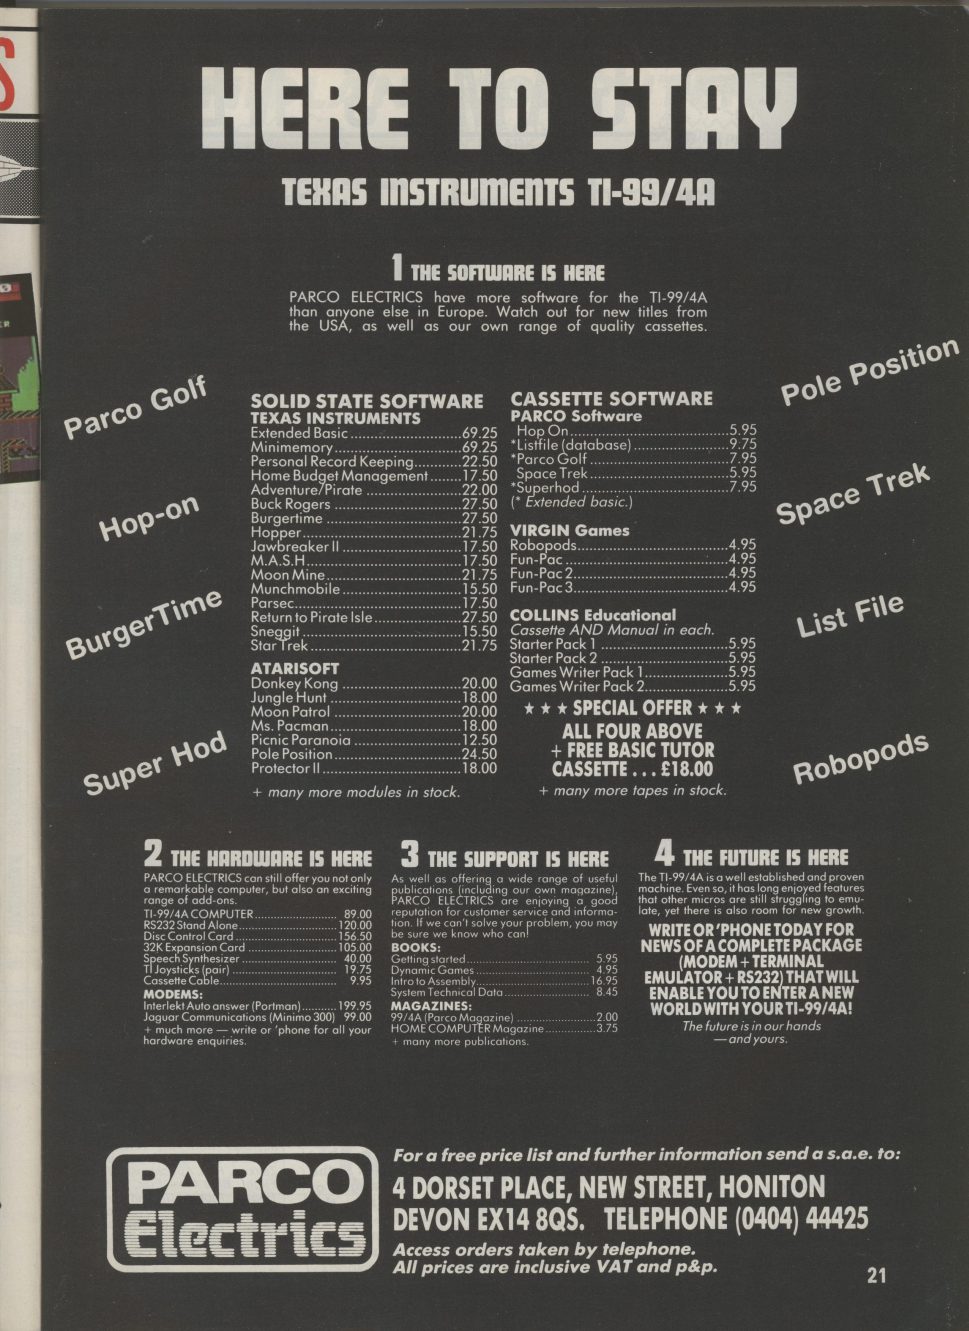 S
HERE TO STAY
TEXAS INSTRUMENTS TI-99/4A
1 THE SOFTWARE IS HERE
PARCO ELECTRICS have more software for the TI-99/4A
than anyone else in Europe. Watch out for new titles from
the USA, as well as our own range of quality cassettes.
Parco Golf
Hop-on
BurgerTime
Super Hod
SOLID STATE SOFTWARE
TEXAS INSTRUMENTS
Extended Basic 69.25
Minimemory 69.25
Personal Record Keeping 22.50
Home Budget Management 17.50
Adventure/Pirate 22.00
Buck Rogers 27.50
Burgertime 27.50
Hopper 21.75
Jawbreaker II 17.50
M.A.S.H 17.50
Moon Mine 21.75
Munchmobile 15.50
Parsec 17.50
Return to Pirate Isle 27.50
Sneggit 15.50
Star Trek 21.75
ATARISOFT
Donkey Kong 20.00
Jungle Hunt 18.00
Moon Patrol 20.00
Ms. Pacman 18.00
Picnic Paranoia 12.50
Pole Position 24.50
Protector II 18.00
+ many more modules in stock.
CASSETTE SOFTWARE
PARCO Software
Hop On 5.95
*Listfile (database) 9.75
*Parco Golf 7.95
Space Trek 5.95
*Superhod 7.95
(* Extended basic.)
VIRGIN Games
Robopods 4.95
Fun-Pac 4.95
Fun-Pac 2 4.95
Fun-Pac 3 4.95
COLLINS Educational
Cassette AND Manual in each.
Starter Pack 1 5.95
Starter Pack 2 5.95
Games Writer Pack 1 5.95
Games Writer Pack 2 5.95
★ ★ ★ SPECIAL OFFER ★ ★ ★
ALL FOUR ABOVE
+ FREE BASIC TUTOR
CASSETTE . . . £18.00
+ many more tapes in stock.
Pole Position
Space Trek
List File
Robopods
2 THE HARDWARE IS HERE
PARCO ELECTRICS can still offer you not only
a remarkable computer, but also an exciting
range of add-ons.
TI-99/4A COMPUTER 89.00
RS232 Stand Alone 120.00
Disc Control Card 156.50
32K Expansion Card 105.00
Speech Synthesizer 40.00
TI Joysticks (pair) 19.75
Cassette Cable 9.95
MODEMS:
Interlekt Auto answer (Portman) 199.95
Jaguar Communications (Minimo 300) 99.00
+ much more — write or 'phone for all your
hardware enquiries.
3 THE SUPPORT IS HERE
As well as offering a wide range of useful
publications (including our own magazine),
PARCO ELECTRICS are enjoying a good
reputation for customer service and informa-
tion. If we can't solve your problem, you may
be sure we know who can!
BOOKS:
Getting started 5.95
Dynamic Games 4.95
Intro to Assembly 16.95
System Technical Data 8.45
MAGAZINES:
99/4A (Parco Magazine) 2.00
HOME COMPUTER Magazine 3.75
+ many more publications.
4 THE FUTURE IS HERE
The TI-99/4A is a well established and proven
machine. Even so, it has long enjoyed features
that other micros are still struggling to emu-
late, yet there is also room for new growth.
WRITE OR 'PHONE TODAY FOR
NEWS OF A COMPLETE PACKAGE
(MODEM + TERMINAL
EMULATOR + RS232) THAT WILL
ENABLE YOU TO ENTER A NEW
WORLD WITH YOUR TI-99/4A!
The future is in our hands
— and yours.
PARCO
Electrics
For a free price list and further information send a s.a.e. to:
4 DORSET PLACE, NEW STREET, HONITON
DEVON EX14 8QS. TELEPHONE (0404) 44425
Access orders taken by telephone.
All prices are inclusive VAT and p&p.
21